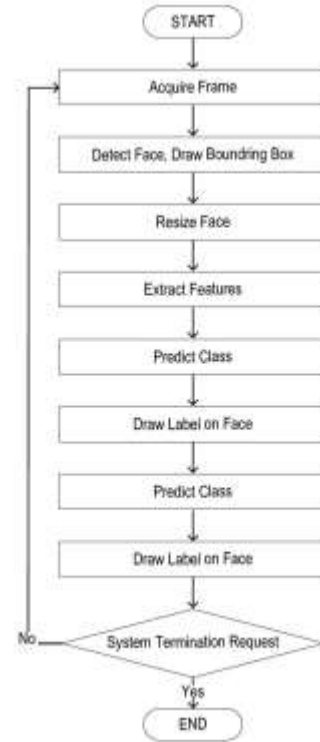 START
Acquire Frame
Detect Face, Draw Boundring Box
Resize Face
Extract Features
Predict Class
Draw Label on Face
Predict Class
Draw Label on Face
System Termination Request
No
Yes
END